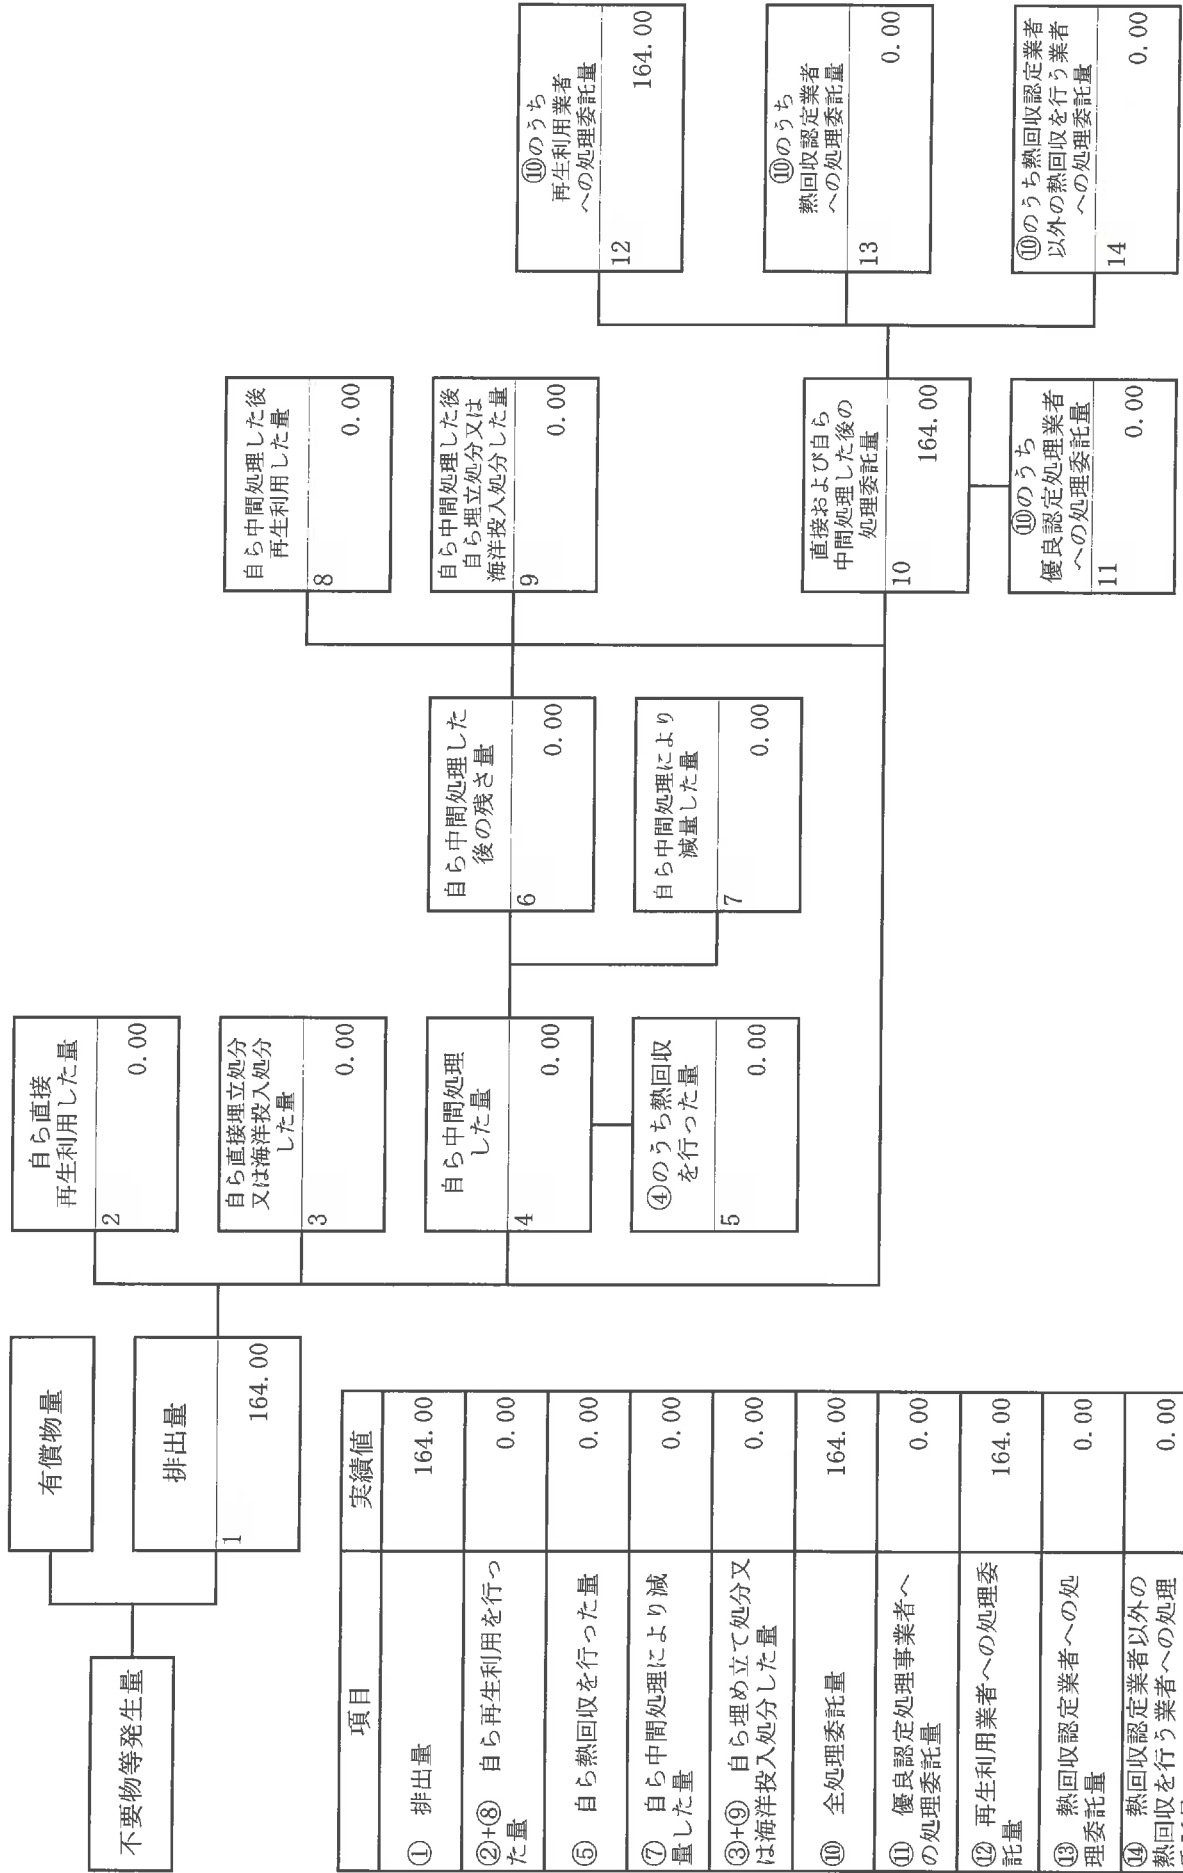 不要物等発生量
有償物量
排出量
1
164.00
自ら直接
再生利用した量
2
0.00
自ら直接埋立処分
又は海洋投入処分
した量
3
0.00
自ら中間処理
した量
4
0.00
④のうち熱回収
を行った量
5
0.00
自ら中間処理した
後の残さ量
6
0.00
自ら中間処理により
減量した量
7
0.00
自ら中間処理した後
再生利用した量
8
0.00
自ら中間処理した後
自ら埋立処分又は
海洋投入処分した量
9
0.00
直接および自ら
中間処理した後の
処理委託量
10
164.00
⑩のうち
優良認定処理業者
への処理委託量
11
0.00
⑩のうち
再生利用業者
への処理委託量
12
164.00
⑩のうち
熱回収認定業者
への処理委託量
13
0.00
⑩のうち熱回収認定業者
以外の熱回収を行う業者
への処理委託量
14
0.00
項目 実績値
① 排出量 164.00
②+⑧ 自ら再生利用を行っ
た量 0.00
⑤ 自ら熱回収を行った量 0.00
⑦ 自ら中間処理により減
量した量 0.00
③+⑨ 自ら埋め立て処分又
は海洋投入処分した量 0.00
⑩ 全処理委託量 164.00
⑪ 優良認定処理事業者へ
の処理委託量 0.00
⑫ 再生利用業者への処理委
託量 164.00
⑬ 熱回収認定業者への処
理委託量 0.00
⑭ 熱回収認定業者以外の
熱回収を行う業者への処理 0.00